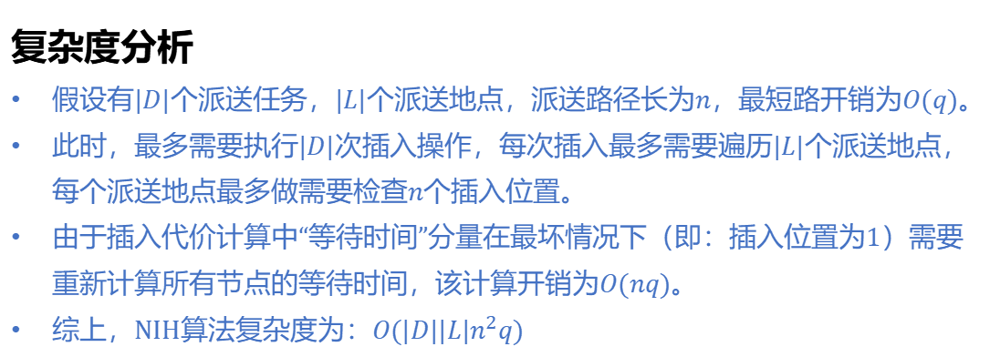 复杂度分析
• 假设有|D|个派送任务，|L|个派送地点，派送路径长为n，最短路开销为O(q)。
• 此时，最多需要执行|D|次插入操作，每次插入最多需要遍历|L|个派送地点，
每个派送地点最多做需要检查n个插入位置。
• 由于插入代价计算中“等待时间”分量在最坏情况下（即：插入位置为1）需要
重新计算所有节点的等待时间，该计算开销为O(nq)。
• 综上，NIH算法复杂度为：O(|D||L|n²q)